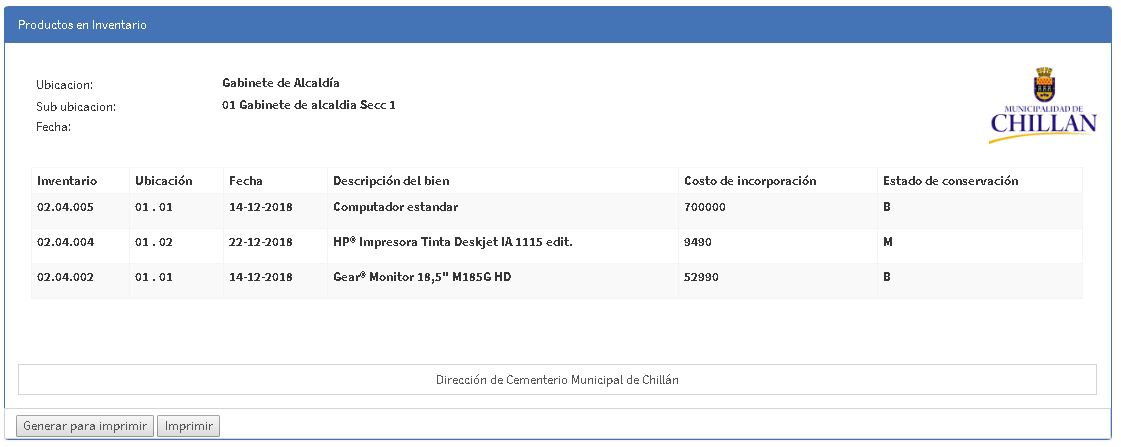 Productos en Inventario
Ubicacion: Gabinete de Alcaldía
Sub ubicacion: 01 Gabinete de alcaldia Secc 1
Fecha:
MUNICIPALIDAD DE
CHILLAN
Inventario Ubicación Fecha Descripción del bien Costo de incorporación Estado de conservación
02.04.005 01 . 01 14-12-2018 Computador estandar 700000 B
02.04.004 01 . 02 22-12-2018 HP® Impresora Tinta Deskjet IA 1115 edit. 9490 M
02.04.002 01 . 01 14-12-2018 Gear® Monitor 18,5" M185G HD 52990 B
Dirección de Cementerio Municipal de Chillán
Generar para imprimir Imprimir